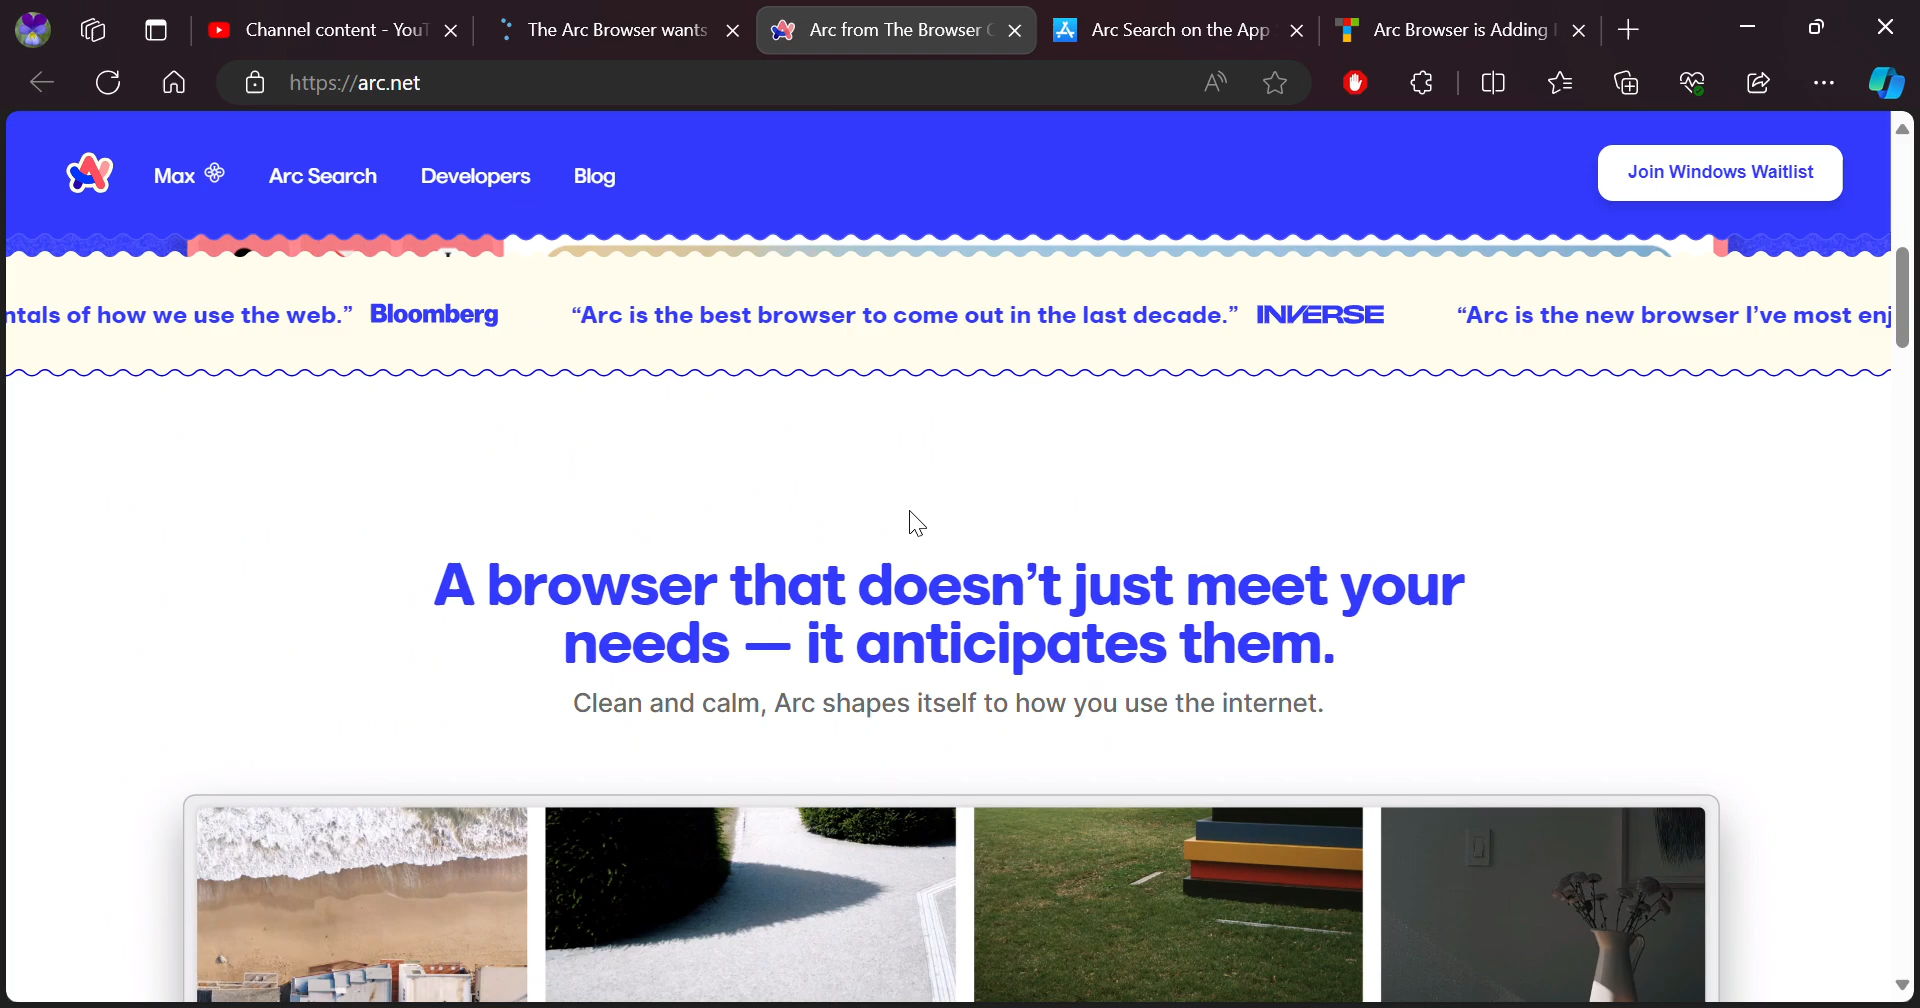 Channel content - You
The Arc Browser wants
Arc from The Browser
Arc Search on the App
Arc Browser is Adding
https://arc.net
Max
Arc Search
Developers
Blog
Join Windows Waitlist
of how we use the web.” Bloomberg
“Arc is the best browser to come out in the last decade.” INVERSE
“Arc is the new browser I’ve most
A browser that doesn’t just meet your
needs — it anticipates them.
Clean and calm, Arc shapes itself to how you use the internet.